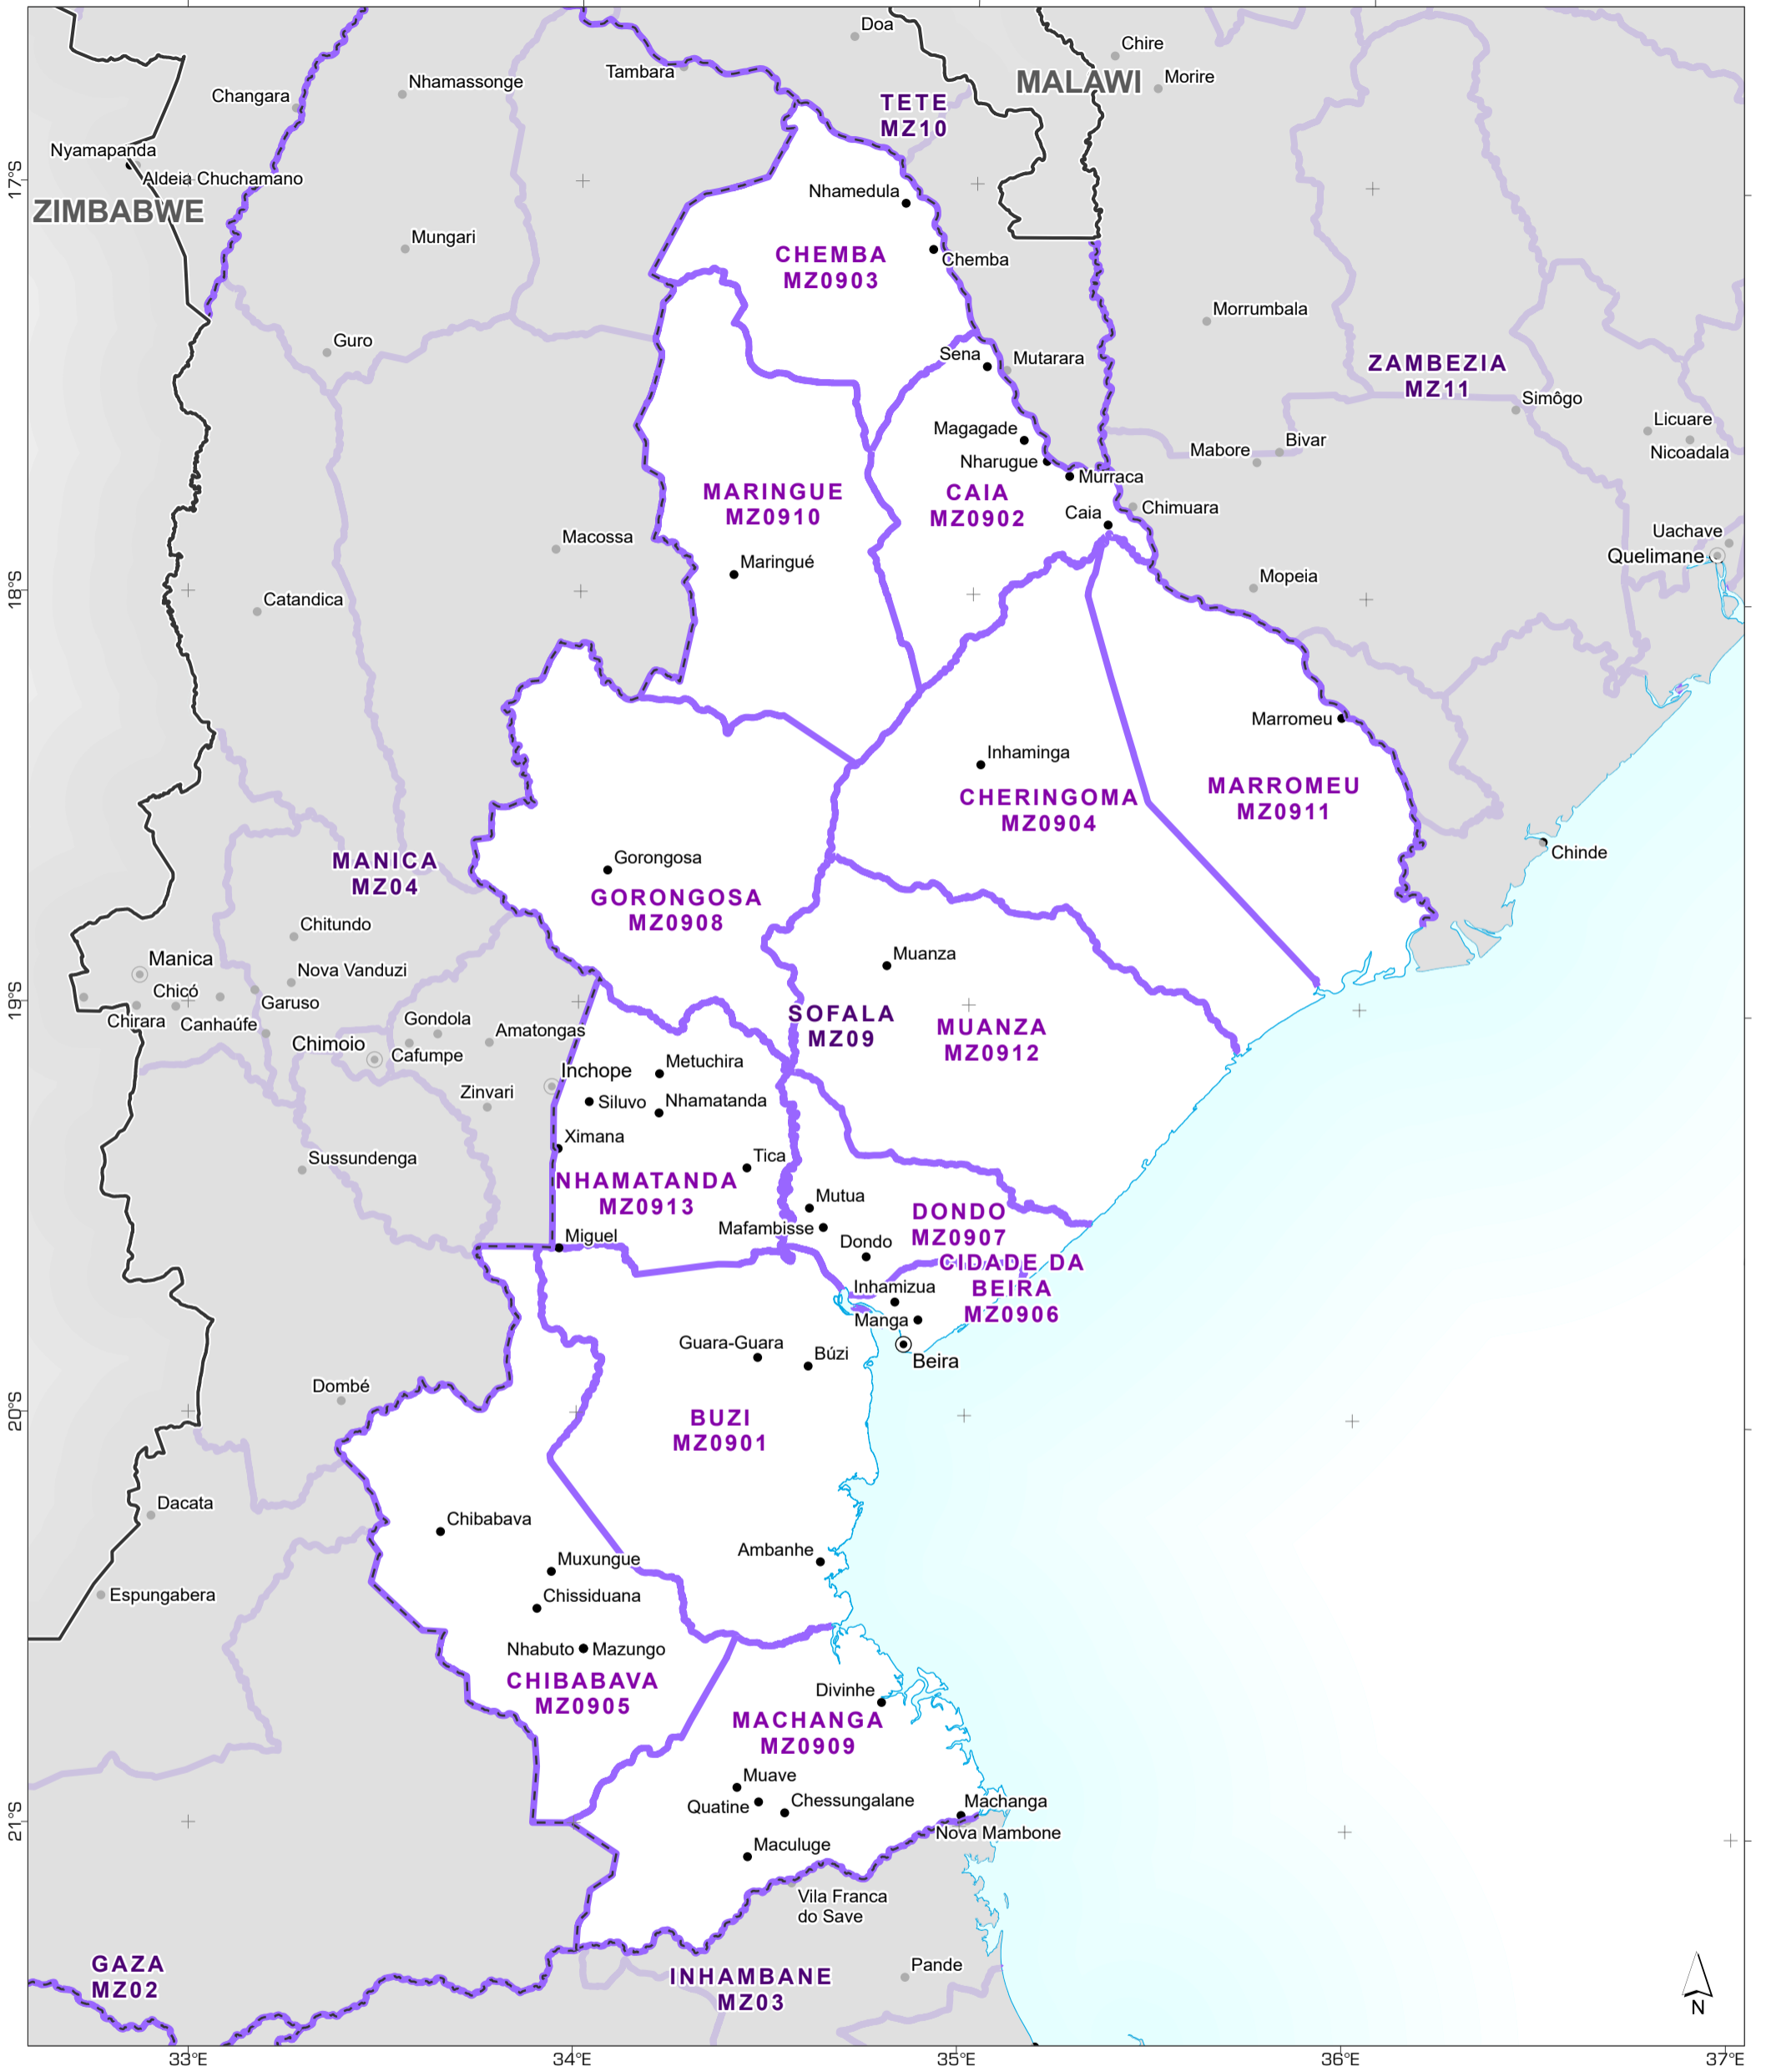 Doa
Chire
MALAWI
Morire
Tambara
Nhamassonge
Changara
TETE
MZ10
Nyamapanda
Aldeia Chuchamano
17°S
ZIMBABWE
Nhamedula
Mungari
CHEMBA
MZ0903
Chemba
Morrumbala
Guro
Sena
Mutarara
ZAMBEZIA
MZ11
Simôgo
Licuare
Magagade
Mabore
Bivar
Nicoadala
Nharugue
Murraca
MARINGUE
MZ0910
CAIA
MZ0902
Caia
Chimuara
Uachave
Macossa
Maringué
Quelimane
Mopeia
18°S
Catandica
Marromeu
Inhaminga
CHERINGOMA
MZ0904
MARROMEU
MZ0911
MANICA
MZ04
Gorongosa
Chinde
GORONGOSA
MZ0908
Chitundo
Muanza
Manica
Nova Vanduzi
Chicó
Garuso
19°S
Chirara
Canhaúfe
Gondola
Amatongas
SOFALA
MZ09
MUANZA
MZ0912
Chimoio
Cafumpe
Inchope
Metuchira
Zinvari
Siluvo
Nhamatanda
Ximana
Sussundenga
Tica
NHAMATANDA
MZ0913
Mutua
Mafambisse
DONDO
MZ0907
Miguel
Dondo
CIDADE DA
BEIRA
MZ0906
Inhamizua
Manga
Guara-Guara
Búzi
Beira
Dombé
20°S
BUZI
MZ0901
Dacata
Chibabava
Ambanhe
Muxungue
Espungabera
Chissiduana
Nhabuto
Mazungo
CHIBABAVA
MZ0905
Divinhe
MACHANGA
MZ0909
Muave
Quatine
Chessungalane
Machanga
21°S
Nova Mambone
Maculuge
Vila Franca
do Save
GAZA
MZ02
Pande
INHAMBANE
MZ03
N
33°E
34°E
35°E
36°E
37°E